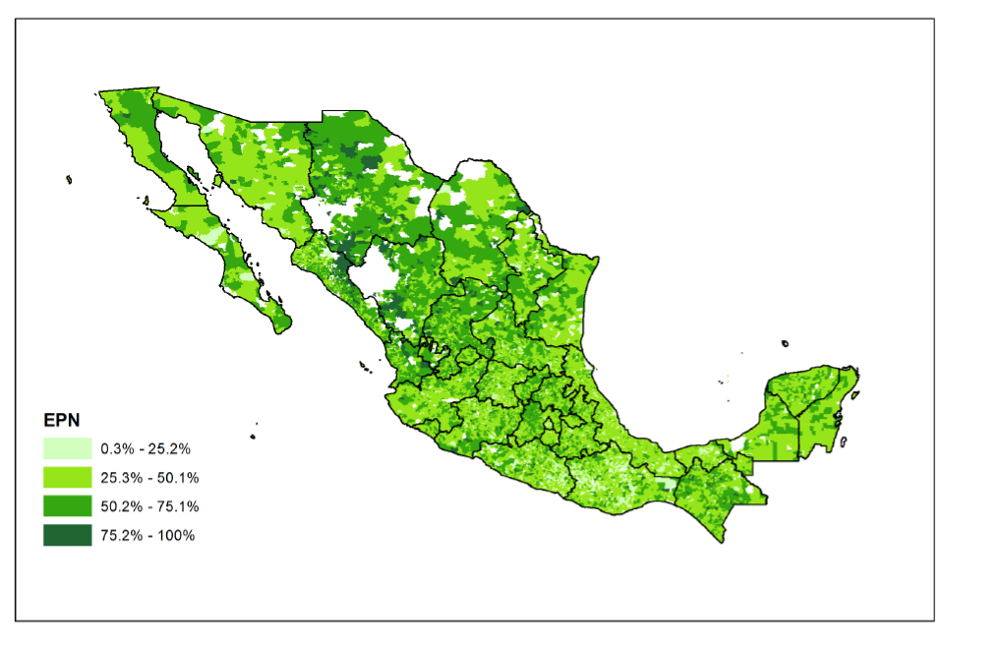 EPN
0.3% - 25.2%
25.3% - 50.1%
50.2% - 75.1%
75.2% - 100%